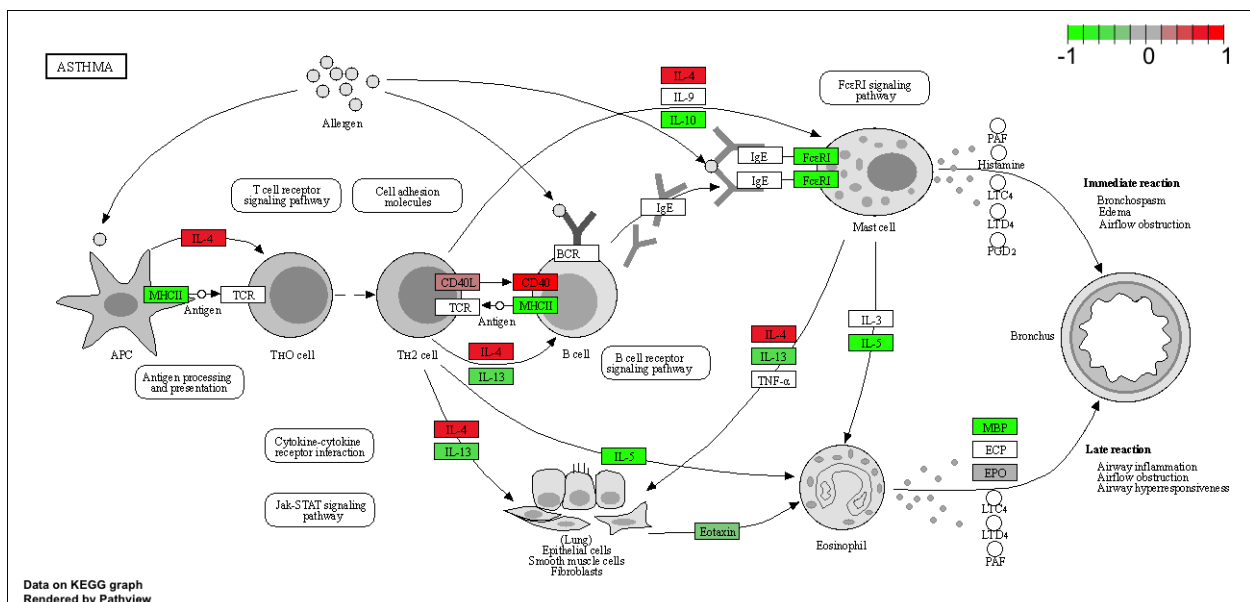 -1 0 1
ASTHMA
Allergen
IL-4
IL-9
IL-10
FcεRI signaling
pathway
T cell receptor
signaling pathway
Cell adhesion
molecules
IgE
FcεRI
IgE
FcεRI
IgE
Mast cell
PAF
Histamine
LTC4
LTD4
PGD2
Immediate reaction
Bronchospasm
Edema
Airflow obstruction
IL-4
BCR
MHCII
Antigen
TCR
CD40L
CD40
TCR
Antigen
MHCII
APC
TH0 cell
TH2 cell
B cell
IL-4
IL-13
Antigen processing
and presentation
B cell receptor
signaling pathway
IL-4
IL-13
TNF-α
IL-3
IL-5
Bronchus
Cytokine-cytokine
receptor interaction
IL-4
IL-13
IL-5
MBP
ECP
EPO
LTC4
LTD4
PAF
Late reaction
Airway inflammation
Airflow obstruction
Airway hyperresponsiveness
Jak-STAT signaling
pathway
Eotaxin
Eosinophil
(Lung)
Epithelial cells
Smooth muscle cells
Fibroblasts
Data on KEGG graph
Rendered by Pathview